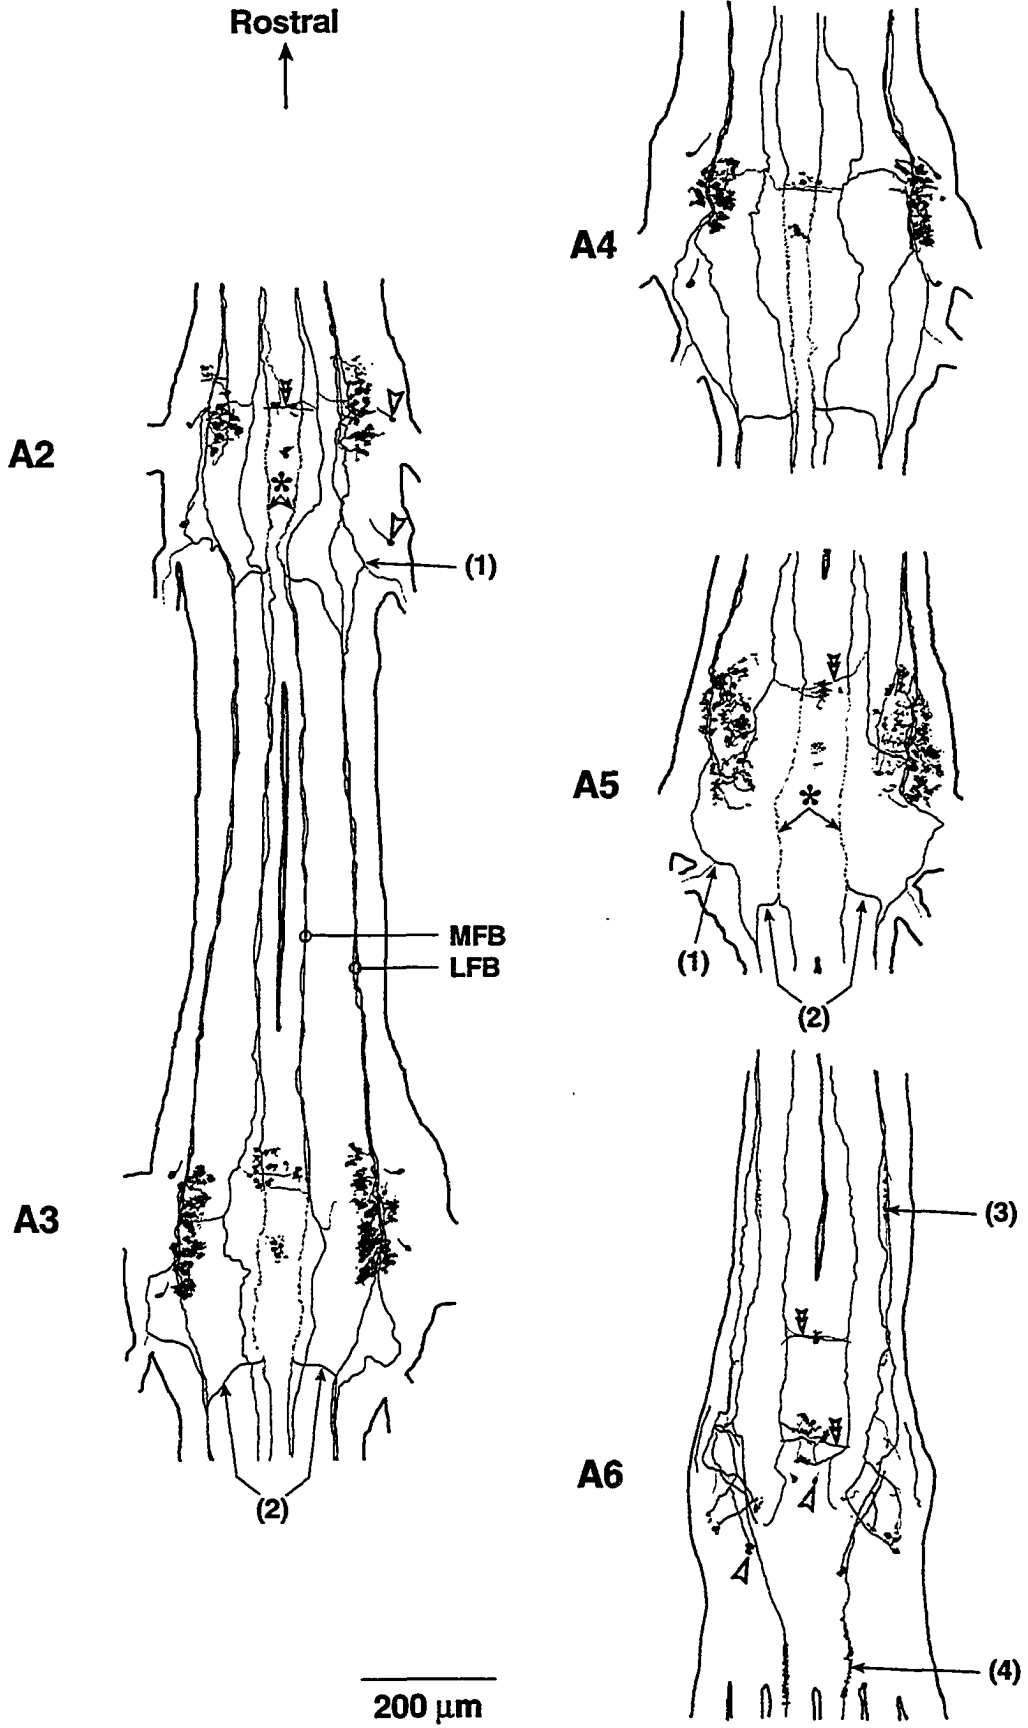 Rostral
A2
*
(1)
MFB
LFB
A3
(2)
A4
A5
*
(1)
(2)
(3)
A6
(4)
200 μm